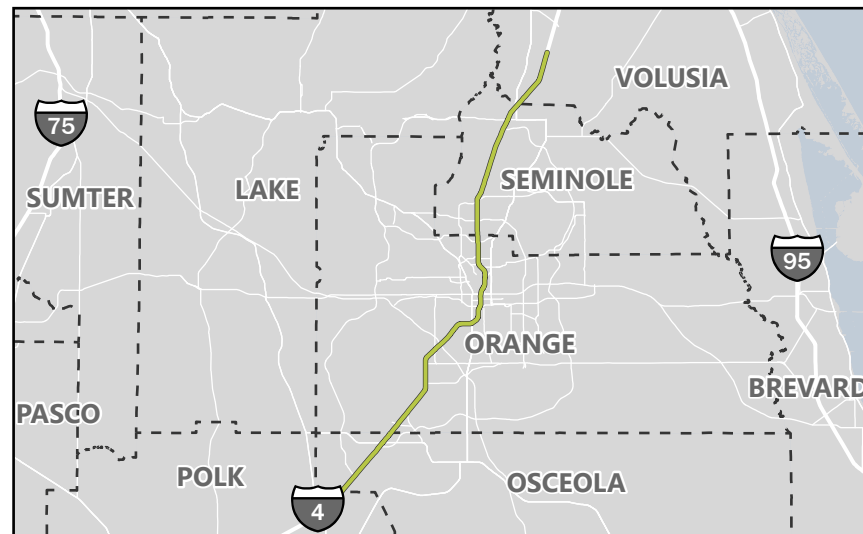 VOLUSIA
75
SEMINOLE
LAKE
SUMTER
95
ORANGE
BREVARD
PASCO
POLK
OSCEOLA
4